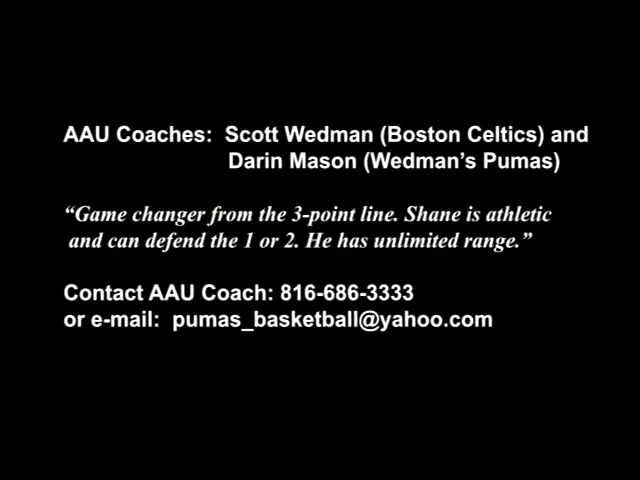 AAU Coaches: Scott Wedman (Boston Celtics) and
Darin Mason (Wedman's Pumas)
“Game changer from the 3-point line. Shane is athletic
and can defend the 1 or 2. He has unlimited range.”
Contact AAU Coach: 816-686-3333
or e-mail: pumas_basketball@yahoo.com